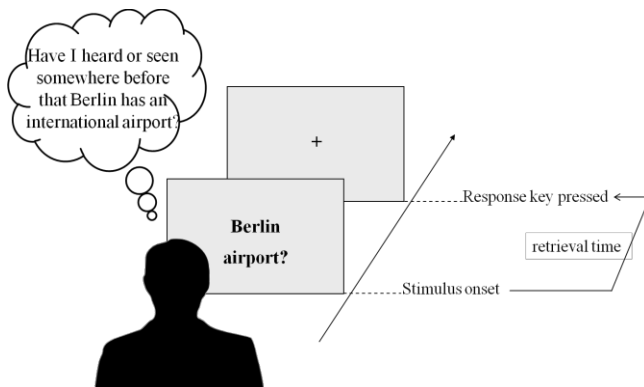 Have I heard or seen
somewhere before
that Berlin has an
international airport?
+
Berlin
airport?
Response key pressed
retrieval time
Stimulus onset